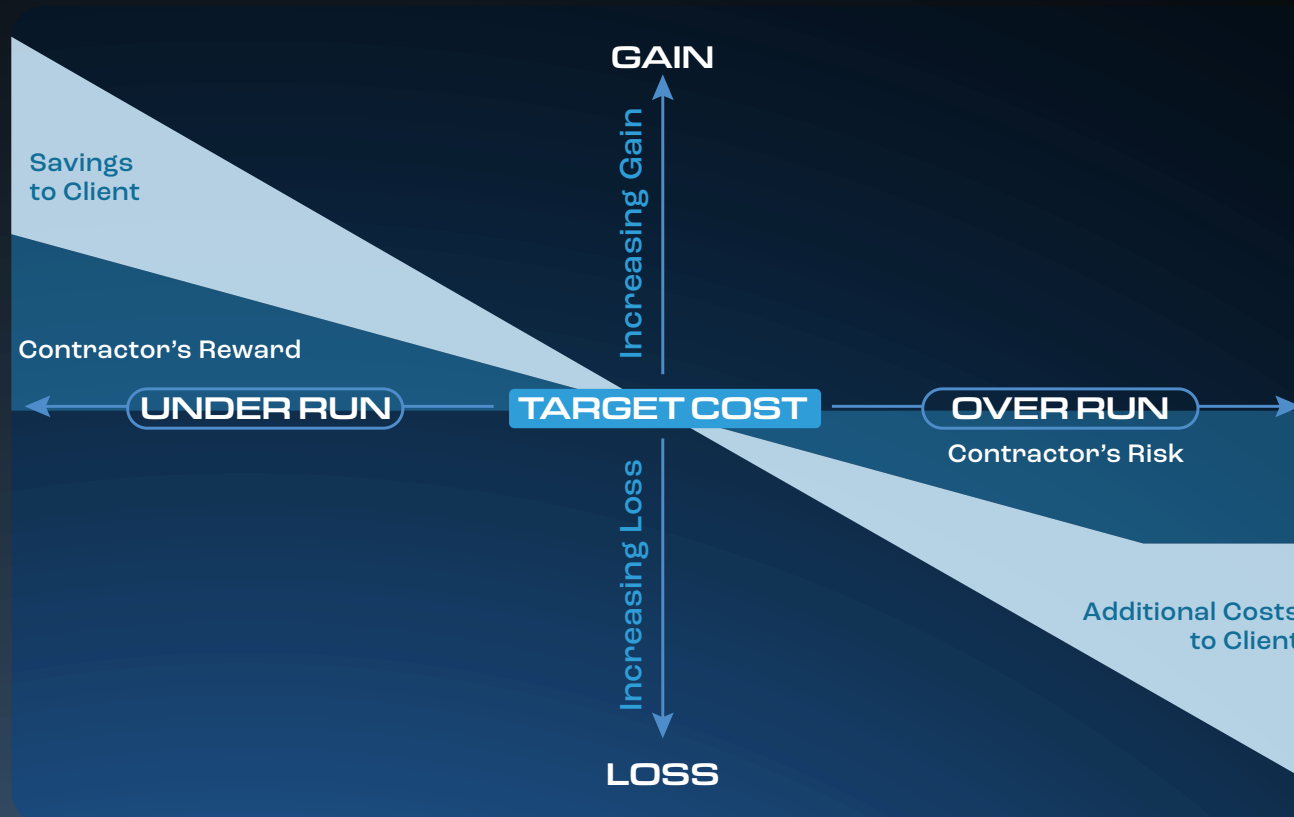 GAIN
Increasing Gain
Savings
to Client
Contractor’s Reward
UNDER RUN
TARGET COST
OVER RUN
Contractor’s Risk
Increasing Loss
Additional Costs
to Client
LOSS